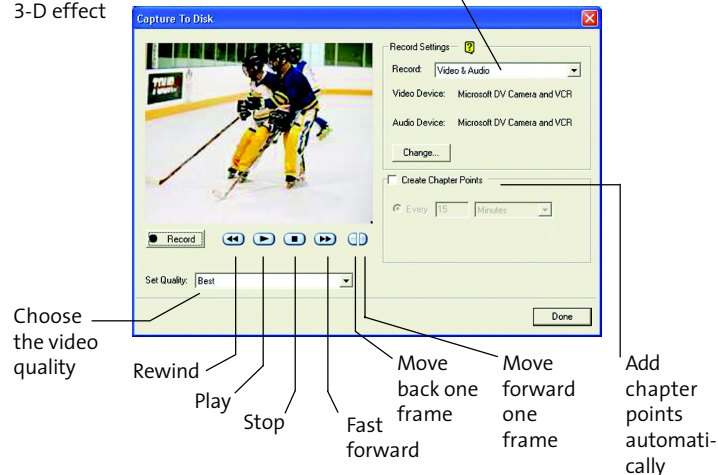 3-D effect
Capture To Disk
TOUR
Record Settings
Record: Video & Audio
Video Device: Microsoft DV Camera and VCR
Audio Device: Microsoft DV Camera and VCR
Change...
Create Chapter Points
Every 15 Minutes
Record
Set Quality: Best
Done
Choose
the video
quality
Rewind
Play
Stop
Fast
forward
Move
back one
frame
Move
forward
one
frame
Add
chapter
points
automati-
cally